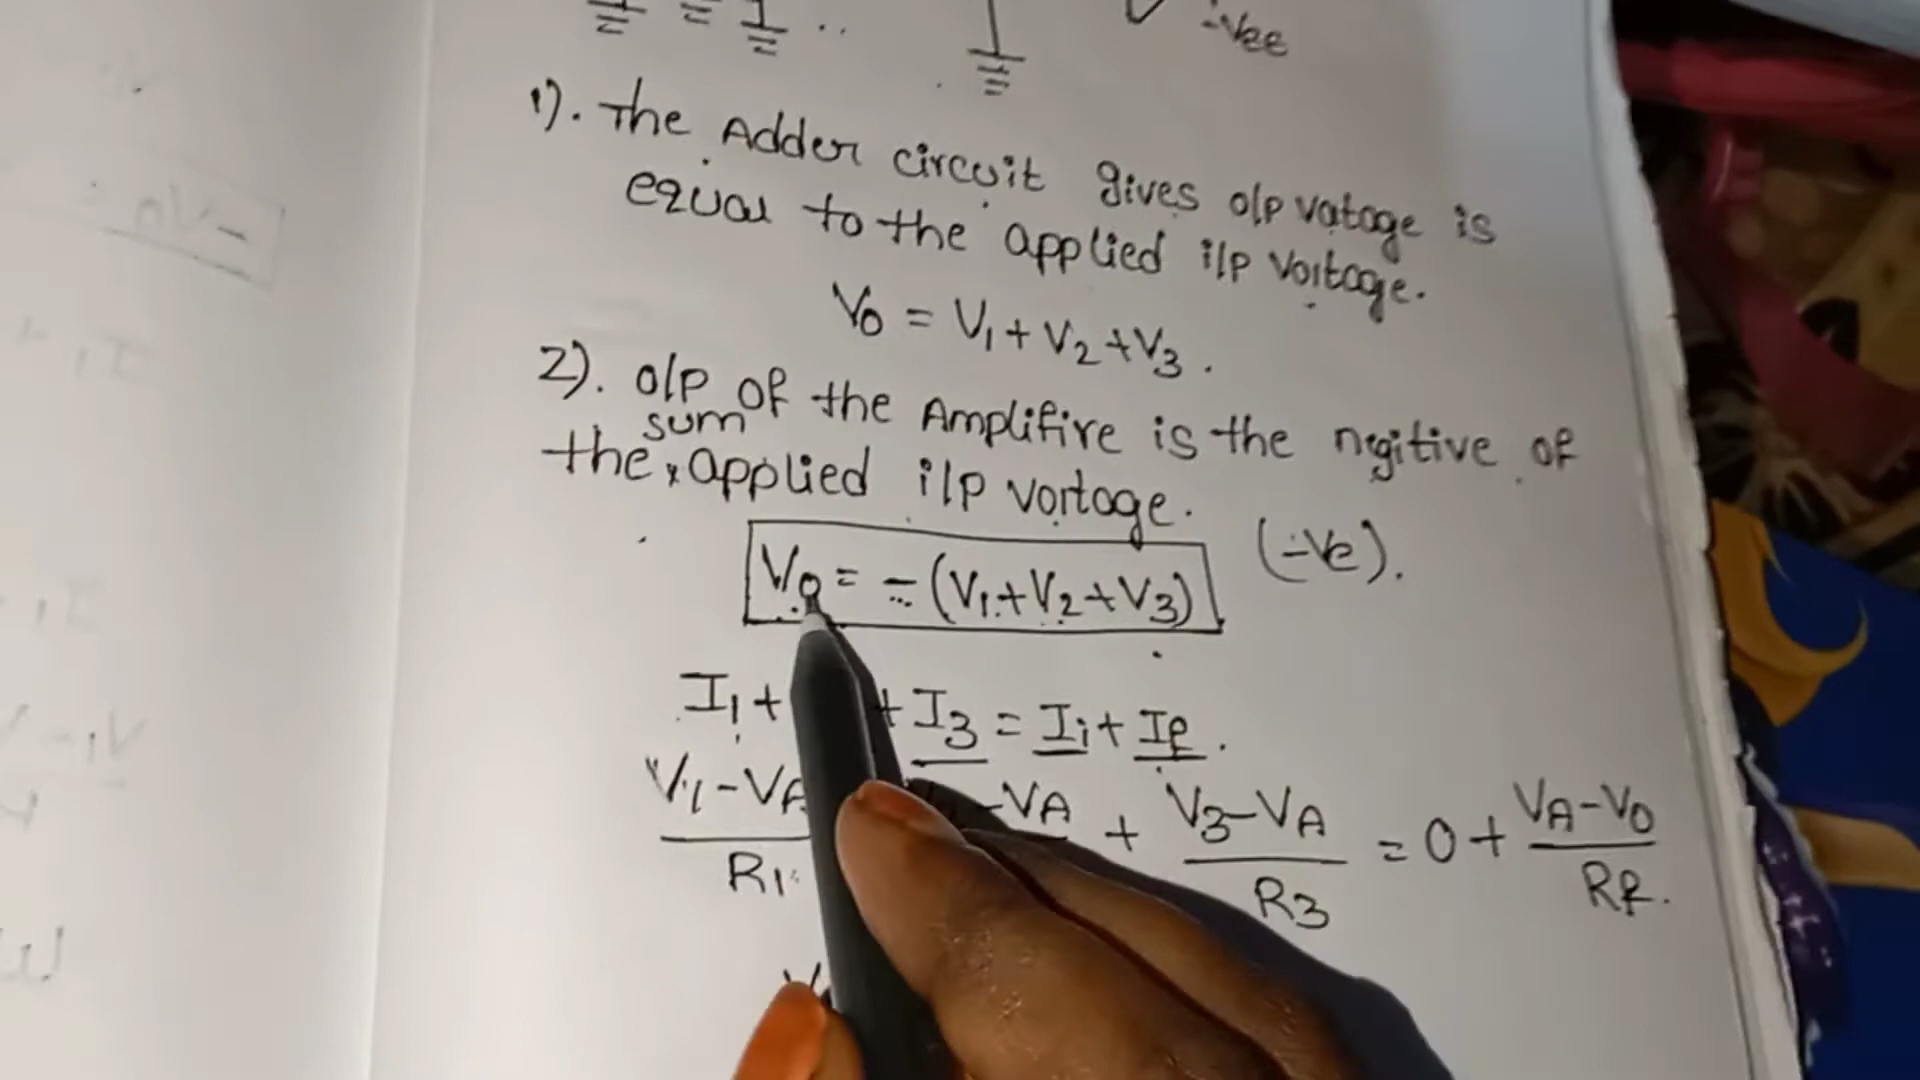 -Vee
1). The Adder circuit gives o/p vatage is
equal to the applied i/p Voltage.
V0 = V1 + V2 + V3 .
2). o/p of the Amplifire is the negitive of
sum
the x applied i/p voltage.
V0 = - (V1 + V2 + V3) (-Ve).
I1 + + I3 = Ii + If .
V1 - VA - VA + V3 - VA = 0 + VA - V0
R1 R3 Rf .